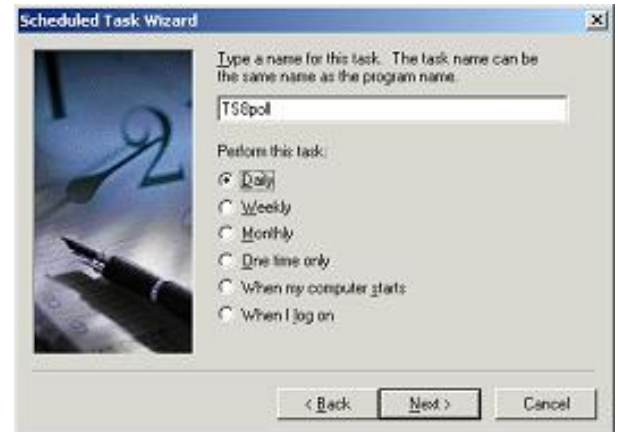 Scheduled Task Wizard
Type a name for this task. The task name can be
the same name as the program name.
TS8poll
Perform this task:
Daily
Weekly
Monthly
One time only
When my computer starts
When I log on
< Back
Next >
Cancel